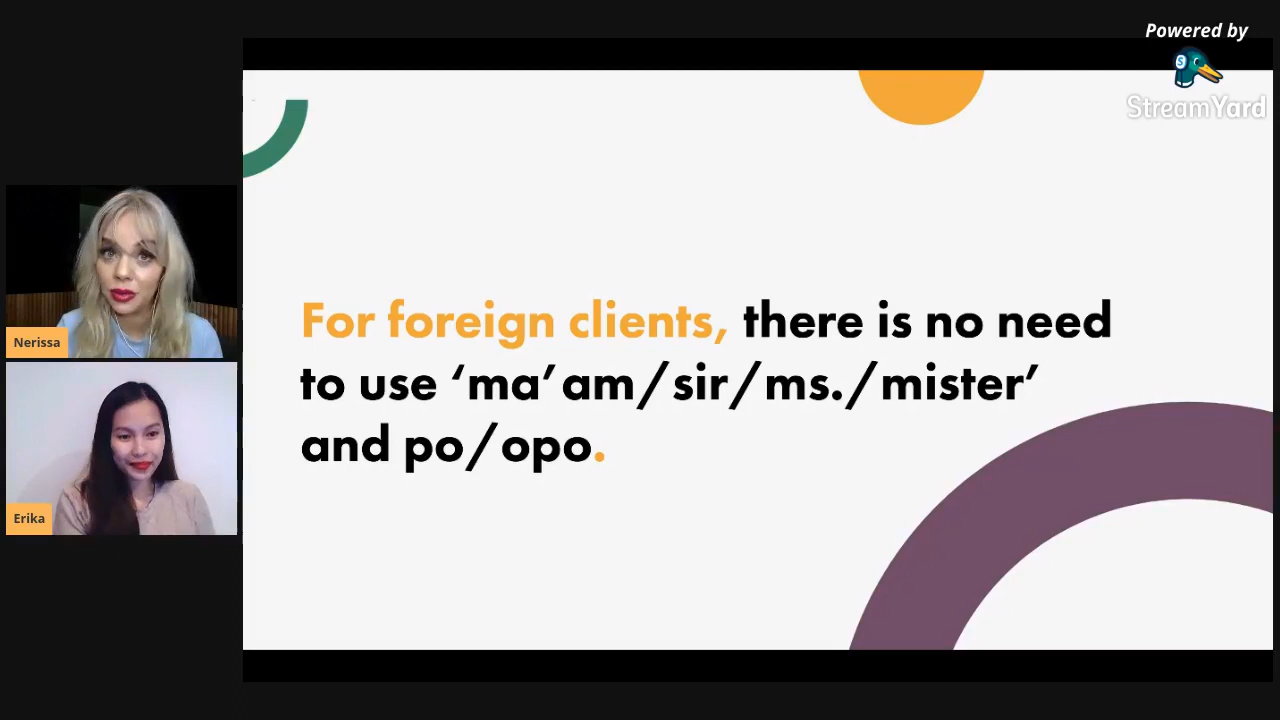 Powered by
StreamYard
For foreign clients, there is no need
to use ‘ma’am/sir/ms./mister’
and po/opo.
Nerissa
Erika